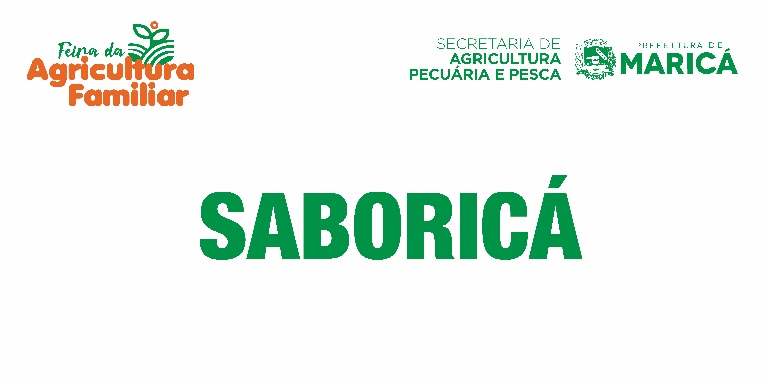 Feira da
Agricultura
Familiar
SECRETARIA DE
AGRICULTURA
PECUÁRIA E PESCA
PREFEITURA DE
MARICÁ
SABORICÁ